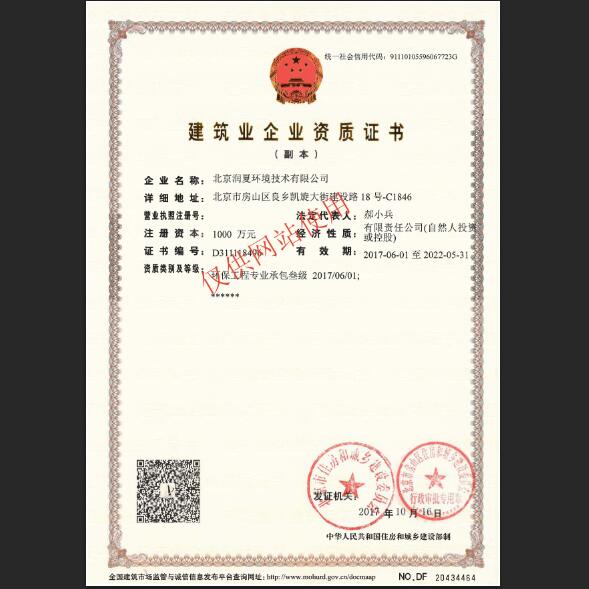 统一社会信用代码：91110105596067723G
建筑业企业资质证书
（副本）
企业名称：北京润夏环境技术有限公司
详细地址：北京市房山区良乡凯旋大街建设路18号-C1846
营业执照注册号： 法定代表人：郝小兵
注册资本：1000 万元 经济性质：有限责任公司(自然人投资或控股)
证书编号： 有效期：2017-06-01 至 2022-05-31
资质类别及等级：环保工程专业承包叁级 2017/06/01;
******
仅供网站使用
发证机关：
2017 年 10 月 16 日
行政审批专用章
中华人民共和国住房和城乡建设部制
全国建筑市场监管与诚信信息发布平台查询网址：http://www.mohurd.gov.cn/docmaap
NO.DF 20434464